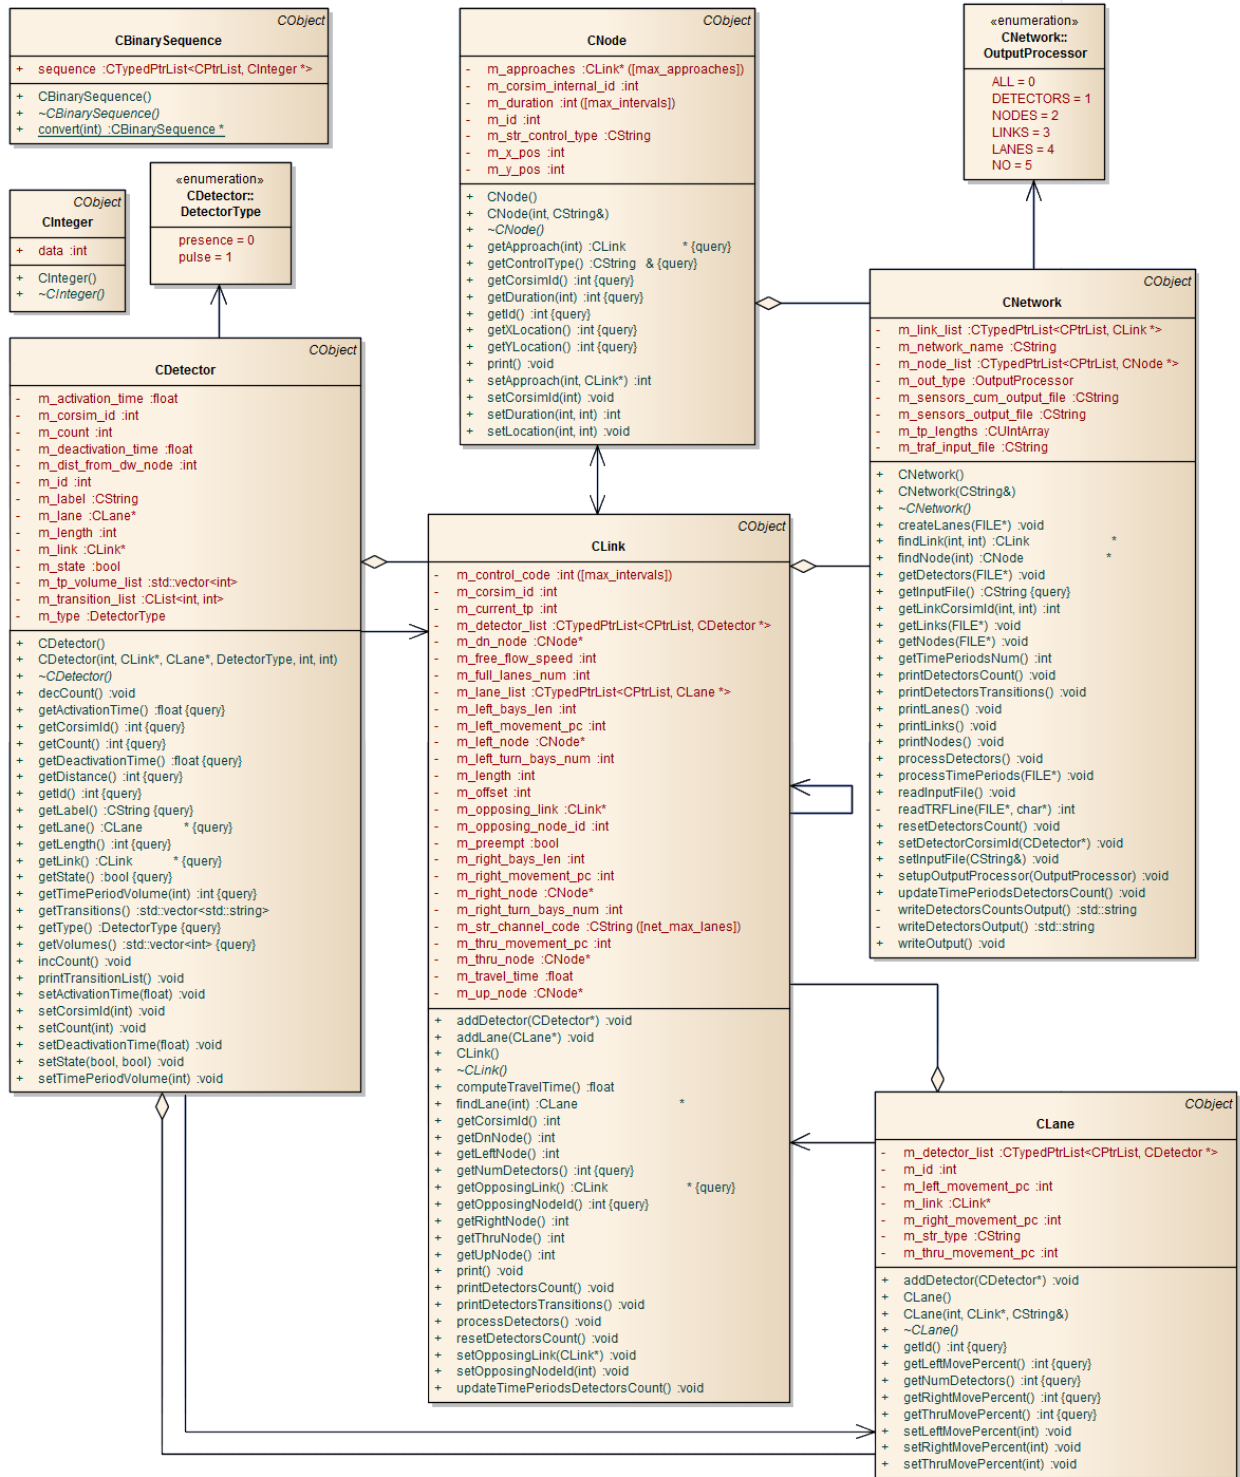 CObject
CBinarySequence
+ sequence :CTypedPtrList<CPtrList, CInteger *>
+ CBinarySequence()
+ ~CBinarySequence()
+ convert(int) :CBinarySequence *
CObject
CNode
- m_approaches :CLink* ([max_approaches])
- m_corsim_internal_id :int
- m_duration :int ([max_intervals])
- m_id :int
- m_str_control_type :CString
- m_x_pos :int
- m_y_pos :int
+ CNode()
+ CNode(int, CString&)
+ ~CNode()
+ getApproach(int) :CLink * {query}
+ getControlType() :CString & {query}
+ getCorsimId() :int {query}
+ getDuration(int) :int {query}
+ getId() :int {query}
+ getXLocation() :int {query}
+ getYLocation() :int {query}
+ print() :void
+ setApproach(int, CLink*) :int
+ setCorsimId(int) :void
+ setDuration(int, int) :int
+ setLocation(int, int) :void
«enumeration»
CNetwork::
OutputProcessor
ALL = 0
DETECTORS = 1
NODES = 2
LINKS = 3
LANES = 4
NO = 5
CObject
CInteger
+ data :int
+ CInteger()
+ ~CInteger()
«enumeration»
CDetector::
DetectorType
presence = 0
pulse = 1
CObject
CNetwork
- m_link_list :CTypedPtrList<CPtrList, CLink *>
- m_network_name :CString
- m_node_list :CTypedPtrList<CPtrList, CNode *>
- m_out_type :OutputProcessor
- m_sensors_cum_output_file :CString
- m_sensors_output_file :CString
- m_tp_lengths :CUIntArray
- m_traf_input_file :CString
+ CNetwork()
+ CNetwork(CString&)
+ ~CNetwork()
+ createLanes(FILE*) :void
+ findLink(int, int) :CLink *
+ findNode(int) :CNode *
+ getDetectors(FILE*) :void
+ getInputFile() :CString {query}
+ getLinkCorsimId(int, int) :int
+ getLinks(FILE*) :void
+ getNodes(FILE*) :void
+ getTimePeriodsNum() :int
+ printDetectorsCount() :void
+ printDetectorsTransitions() :void
+ printLanes() :void
+ printLinks() :void
+ printNodes() :void
+ processDetectors() :void
+ processTimePeriods(FILE*) :void
+ readInputFile() :void
- readTRFLine(FILE*, char*) :int
+ resetDetectorsCount() :void
+ setDetectorCorsimId(CDetector*) :void
+ setInputFile(CString&) :void
+ setupOutputProcessor(OutputProcessor) :void
+ updateTimePeriodsDetectorsCount() :void
- writeDetectorsCountsOutput() :std::string
- writeDetectorsOutput() :std::string
+ writeOutput() :void
CObject
CDetector
- m_activation_time :float
- m_corsim_id :int
- m_count :int
- m_deactivation_time :float
- m_dist_from_dw_node :int
- m_id :int
- m_label :CString
- m_lane :CLane*
- m_length :int
- m_link :CLink*
- m_state :bool
- m_tp_volume_list :std::vector<int>
- m_transition_list :CList<int, int>
- m_type :DetectorType
+ CDetector()
+ CDetector(int, CLink*, CLane*, DetectorType, int, int)
+ ~CDetector()
+ decCount() :void
+ getActivationTime() :float {query}
+ getCorsimId() :int {query}
+ getCount() :int {query}
+ getDeactivationTime() :float {query}
+ getDistance() :int {query}
+ getId() :int {query}
+ getLabel() :CString {query}
+ getLane() :CLane * {query}
+ getLength() :int {query}
+ getLink() :CLink * {query}
+ getState() :bool {query}
+ getTimePeriodVolume(int) :int {query}
+ getTransitions() :std::vector<std::string>
+ getType() :DetectorType {query}
+ getVolumes() :std::vector<int> {query}
+ incCount() :void
+ printTransitionList() :void
+ setActivationTime(float) :void
+ setCorsimId(int) :void
+ setCount(int) :void
+ setDeactivationTime(float) :void
+ setState(bool, bool) :void
+ setTimePeriodVolume(int) :void
CObject
CLink
- m_control_code :int ([max_intervals])
- m_corsim_id :int
- m_current_tp :int
- m_detector_list :CTypedPtrList<CPtrList, CDetector *>
- m_dn_node :CNode*
- m_free_flow_speed :int
- m_full_lanes_num :int
- m_lane_list :CTypedPtrList<CPtrList, CLane *>
- m_left_bays_len :int
- m_left_movement_pc :int
- m_left_node :CNode*
- m_left_turn_bays_num :int
- m_length :int
- m_offset :int
- m_opposing_link :CLink*
- m_opposing_node_id :int
- m_preempt :bool
- m_right_bays_len :int
- m_right_movement_pc :int
- m_right_node :CNode*
- m_right_turn_bays_num :int
- m_str_channel_code :CString ([net_max_lanes])
- m_thru_movement_pc :int
- m_thru_node :CNode*
- m_travel_time :float
- m_up_node :CNode*
+ addDetector(CDetector*) :void
+ addLane(CLane*) :void
+ CLink()
+ ~CLink()
+ computeTravelTime() :float
+ findLane(int) :CLane *
+ getCorsimId() :int
+ getDnNode() :int
+ getLeftNode() :int
+ getNumDetectors() :int {query}
+ getOpposingLink() :CLink * {query}
+ getOpposingNodeId() :int {query}
+ getRightNode() :int
+ getThruNode() :int
+ getUpNode() :int
+ print() :void
+ printDetectorsCount() :void
+ printDetectorsTransitions() :void
+ processDetectors() :void
+ resetDetectorsCount() :void
+ setOpposingLink(CLink*) :void
+ setOpposingNodeId(int) :void
+ updateTimePeriodsDetectorsCount() :void
CObject
CLane
- m_detector_list :CTypedPtrList<CPtrList, CDetector *>
- m_id :int
- m_left_movement_pc :int
- m_link :CLink*
- m_right_movement_pc :int
- m_str_type :CString
- m_thru_movement_pc :int
+ addDetector(CDetector*) :void
+ CLane()
+ CLane(int, CLink*, CString&)
+ ~CLane()
+ getId() :int {query}
+ getLeftMovePercent() :int {query}
+ getNumDetectors() :int {query}
+ getRightMovePercent() :int {query}
+ getThruMovePercent() :int {query}
+ setLeftMovePercent(int) :void
+ setRightMovePercent(int) :void
+ setThruMovePercent(int) :void